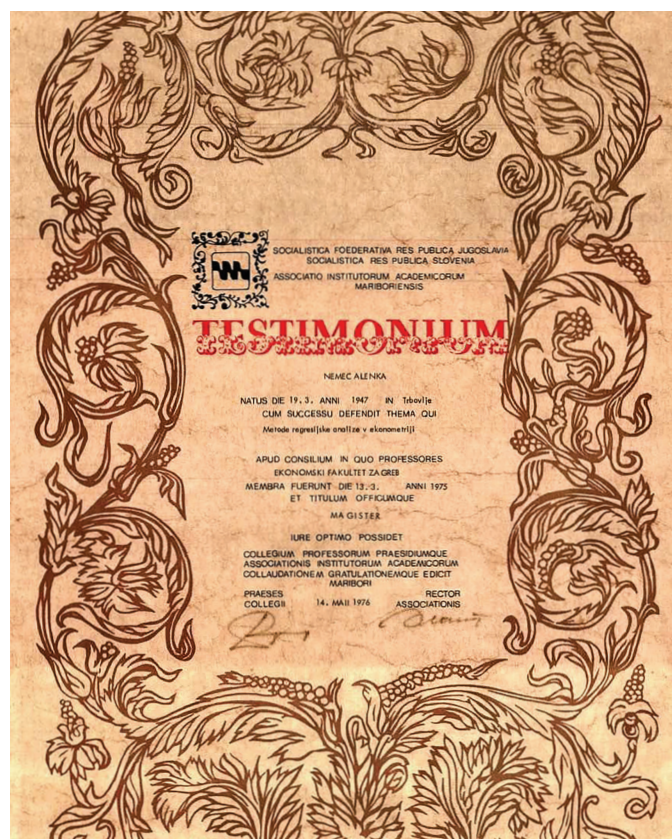 SOCIALISTICA FOEDERATIVA RES PUBLICA JUGOSLAVIA
SOCIALISTICA RES PUBLICA SLOVENIA
ASSOCIATIO INSTITUTORUM ACADEMICORUM
MARIBORIENSIS
TESTIMONIUM
NEMEC ALENKA
NATUS DIE 19. 3. ANNI 1947 IN Trbovlje
CUM SUCCESSU DEFENDIT THEMA QUI
Metode regresijske analize v ekonometriji
APUD CONSILIUM IN QUO PROFESSORES
EKONOMSKI FAKULTET ZAGREB
MEMBRA FUERUNT DIE 13. 3. ANNI 1975
ET TITULUM OFFICUMQUE
MAGISTER
IURE OPTIMO POSSIDET
COLLEGIUM PROFESSORUM PRAESIDIUMQUE
ASSOCIATIONIS INSTITUTORUM ACADEMICORUM
COLLAUDATIONEM GRATULATIONEMQUE EDICIT
MARIBORI
PRAESES RECTOR
COLLEGII 14. MAII 1976 ASSOCIATIONIS